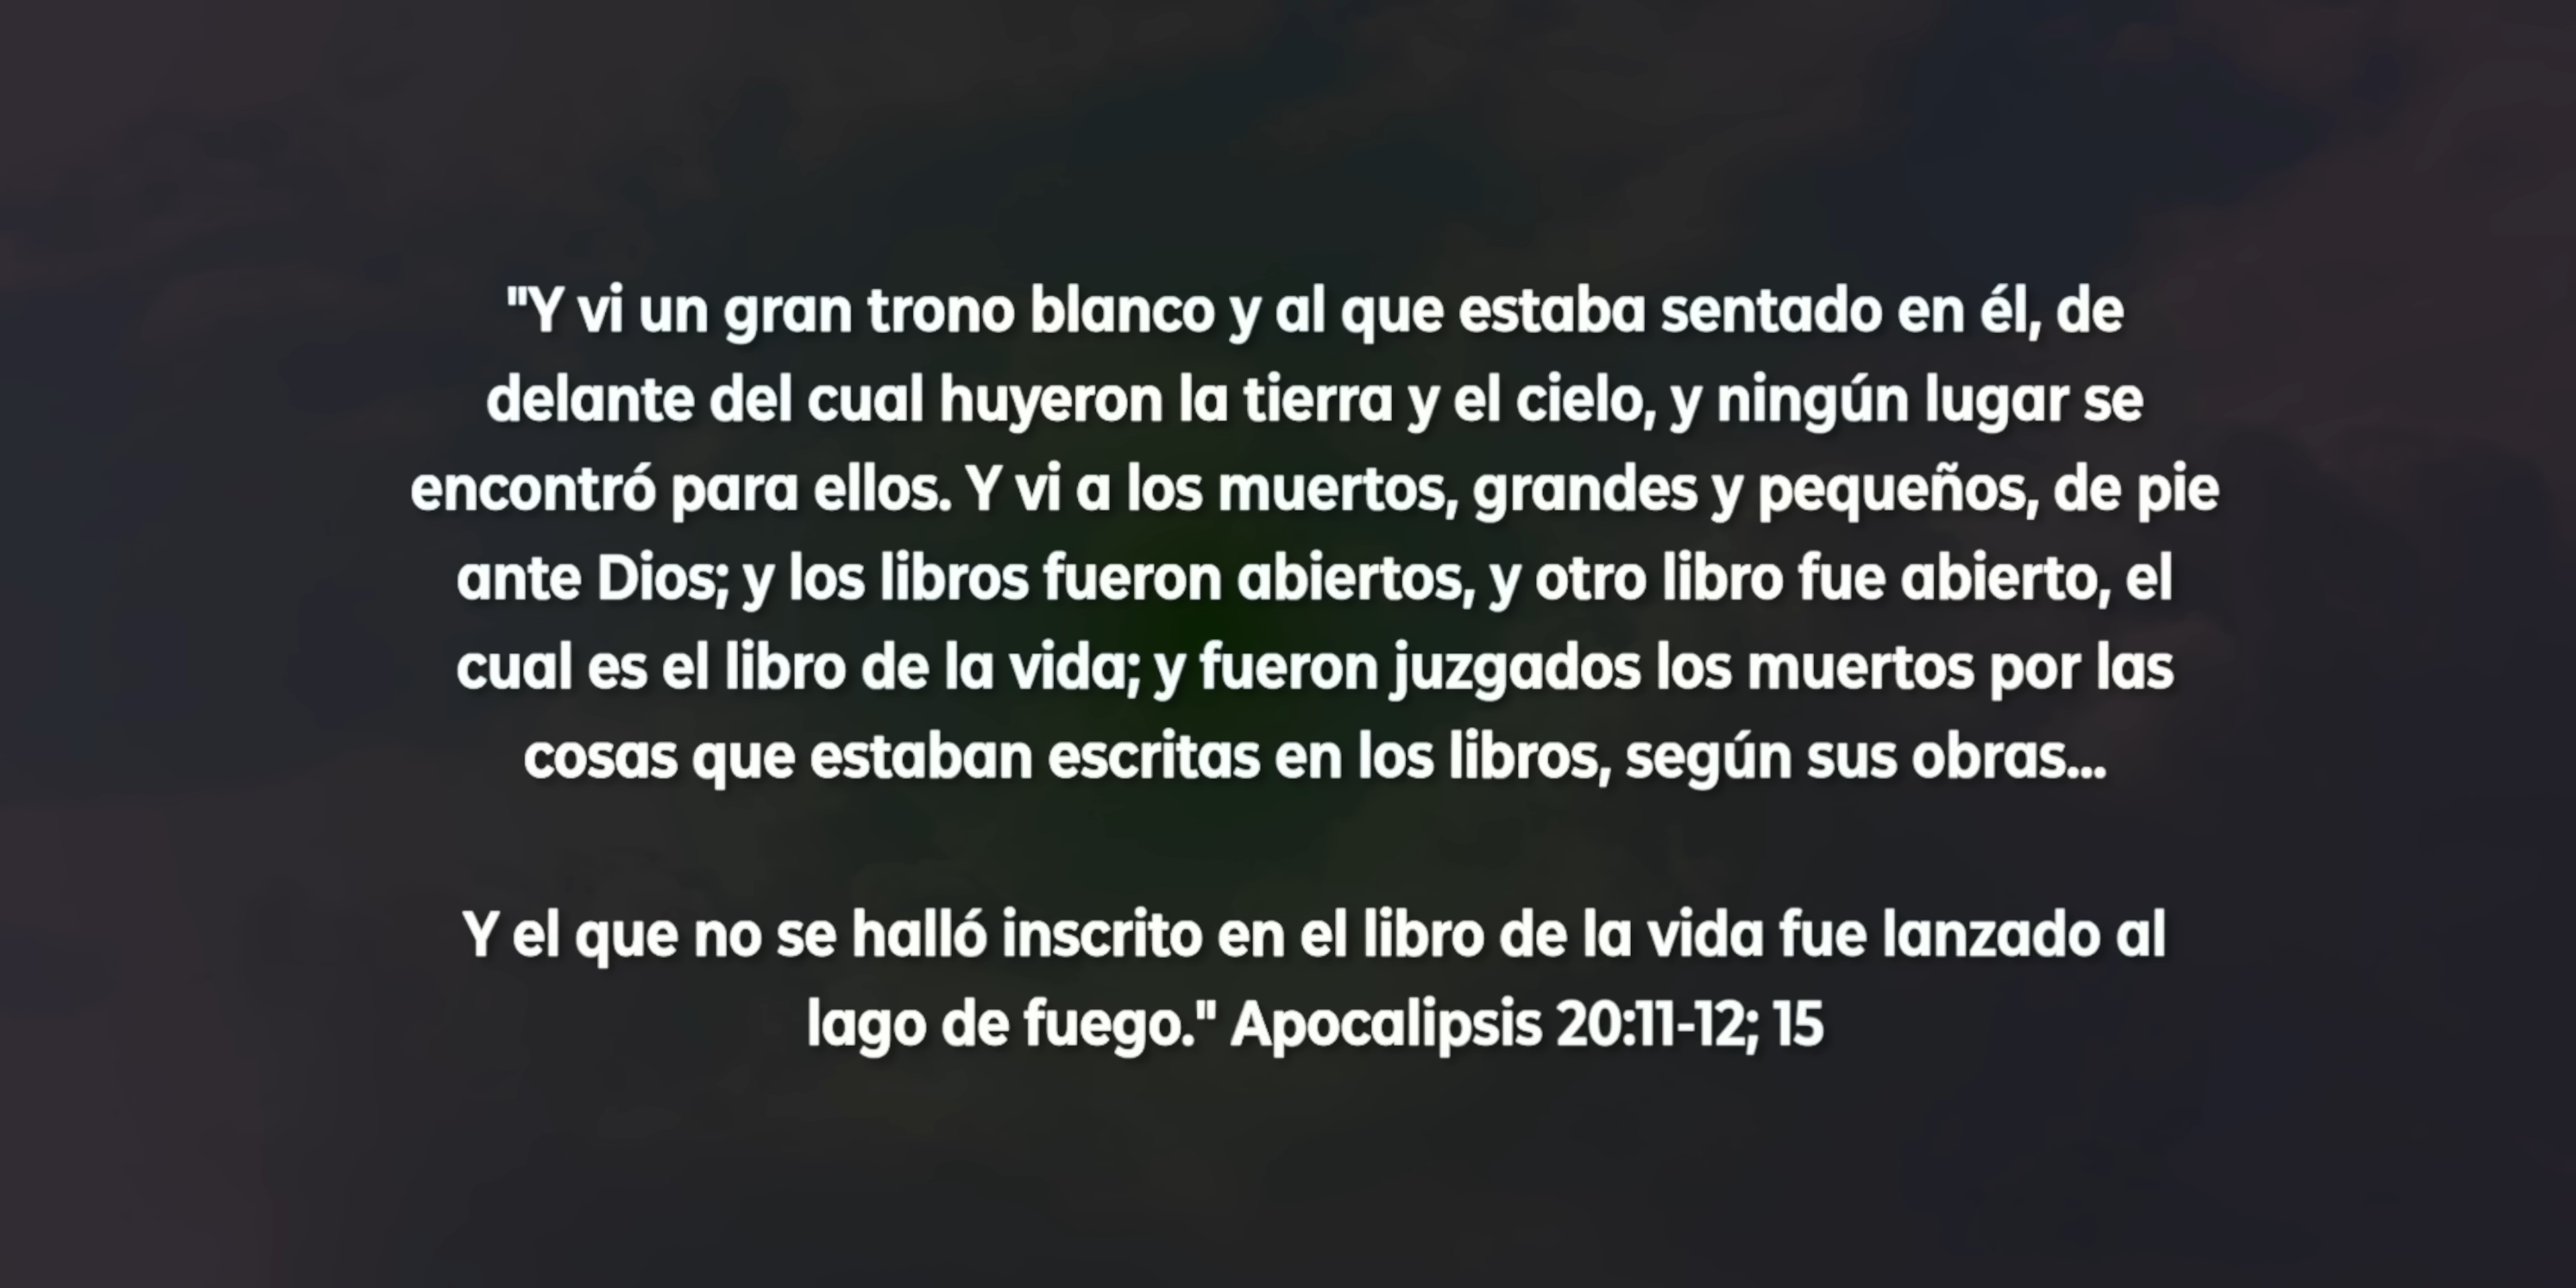 "Y vi un gran trono blanco y al que estaba sentado en él, de
delante del cual huyeron la tierra y el cielo, y ningún lugar se
encontró para ellos. Y vi a los muertos, grandes y pequeños, de pie
ante Dios; y los libros fueron abiertos, y otro libro fue abierto, el
cual es el libro de la vida; y fueron juzgados los muertos por las
cosas que estaban escritas en los libros, según sus obras...
Y el que no se halló inscrito en el libro de la vida fue lanzado al
lago de fuego." Apocalipsis 20:11-12; 15